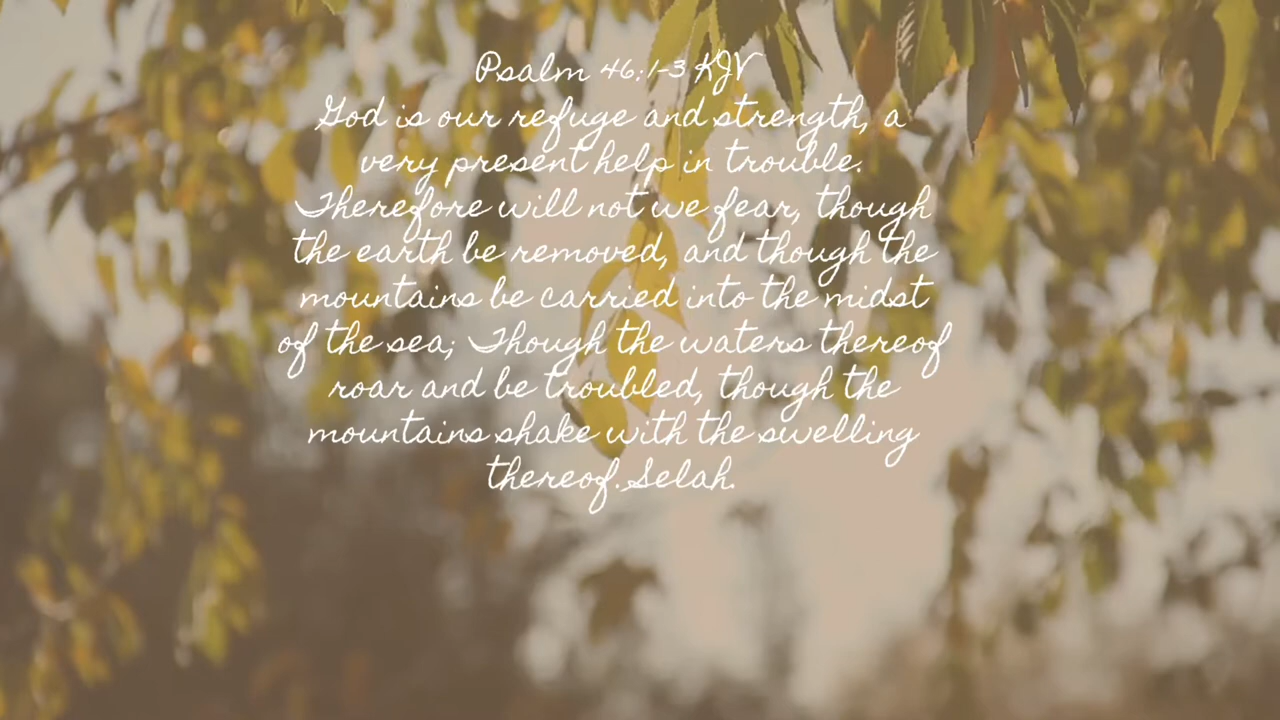 Psalm 46:1-3 KJV
God is our refuge and strength, a
very present help in trouble.
Therefore will not we fear, though
the earth be removed, and though the
mountains be carried into the midst
of the sea; Though the waters thereof
roar and be troubled, though the
mountains shake with the swelling
thereof. Selah.